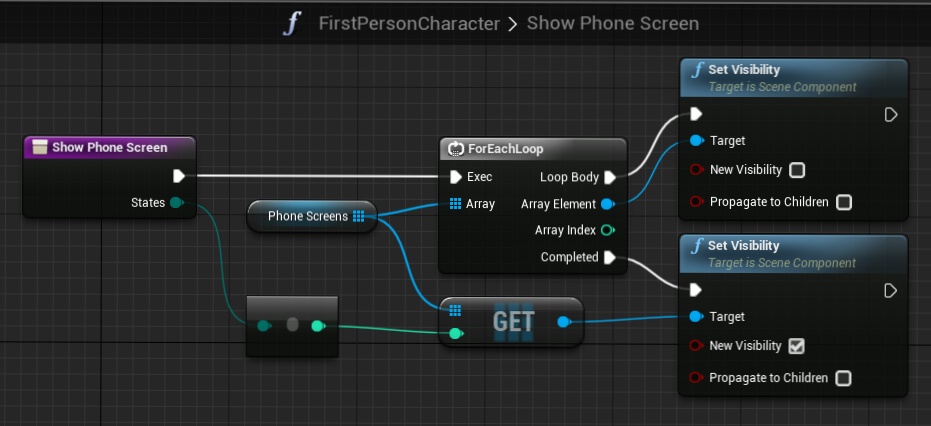 f FirstPersonCharacter > Show Phone Screen
Show Phone Screen
States
Phone Screens
ForEachLoop
Exec
Loop Body
Array
Array Element
Array Index
Completed
GET
f Set Visibility
Target is Scene Component
Target
New Visibility
Propagate to Children
f Set Visibility
Target is Scene Component
Target
New Visibility
Propagate to Children